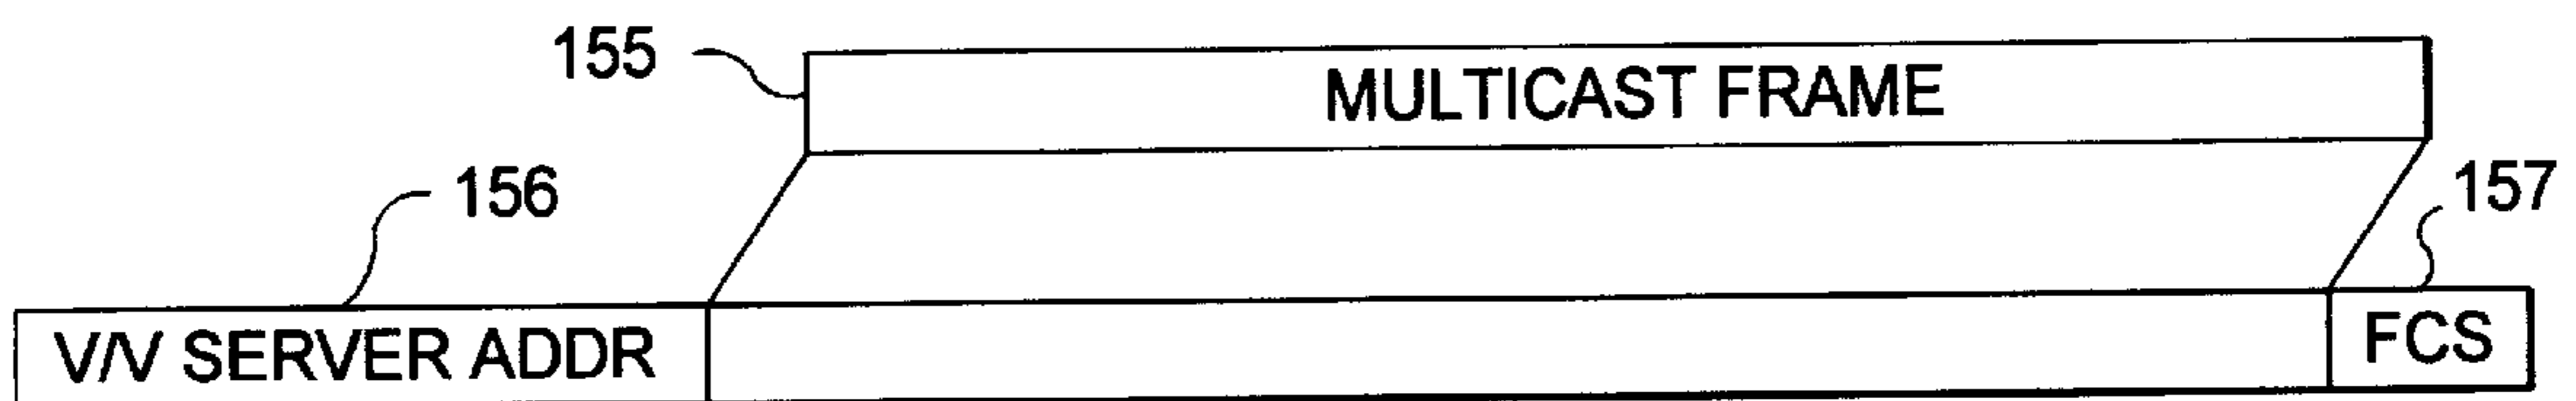 155
MULTICAST FRAME
156
157
V/V SERVER ADDR
FCS